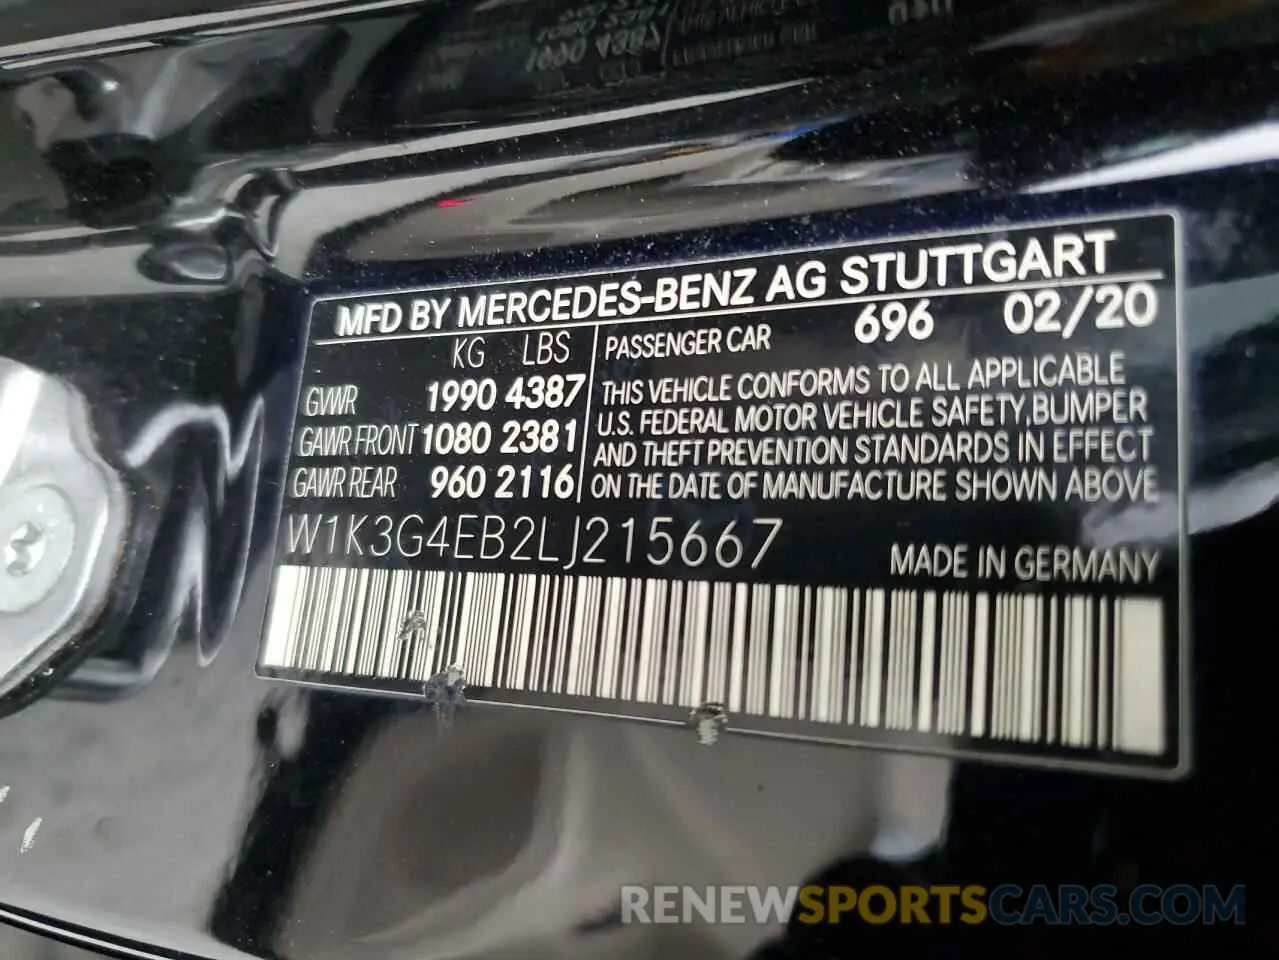 1990 4387
MFD BY MERCEDES-BENZ AG STUTTGART
KG LBS
PASSENGER CAR 696 02/20
GVWR 1990 4387
GAWR FRONT 1080 2381
GAWR REAR 960 2116
THIS VEHICLE CONFORMS TO ALL APPLICABLE
U.S. FEDERAL MOTOR VEHICLE SAFETY, BUMPER
AND THEFT PREVENTION STANDARDS IN EFFECT
ON THE DATE OF MANUFACTURE SHOWN ABOVE
W1K3G4EB2LJ215667
MADE IN GERMANY
RENEWSPORTSCARS.COM